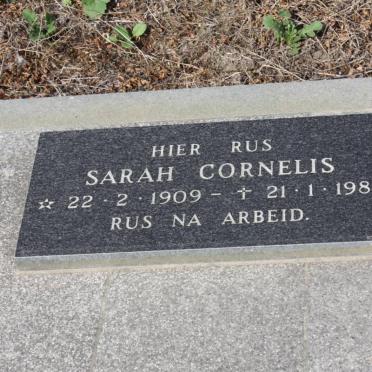 HIER RUS
SARAH CORNELIS
☆ 22·2·1909 – ✝ 21·1·198
RUS NA ARBEID.